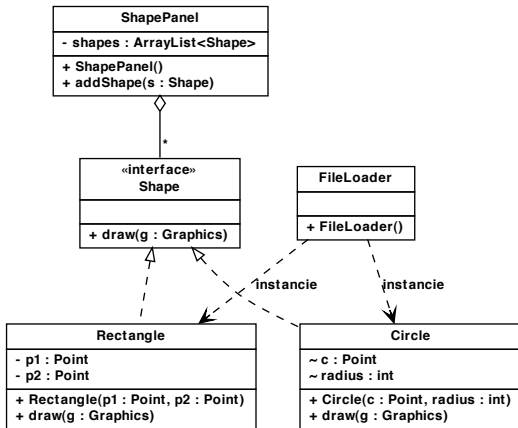 ShapePanel
- shapes : ArrayList<Shape>
+ ShapePanel()
+ addShape(s : Shape)
*
«interface»
Shape
+ draw(g : Graphics)
FileLoader
+ FileLoader()
instancie
instancie
Rectangle
- p1 : Point
- p2 : Point
+ Rectangle(p1 : Point, p2 : Point)
+ draw(g : Graphics)
Circle
~ c : Point
~ radius : int
+ Circle(c : Point, radius : int)
+ draw(g : Graphics)